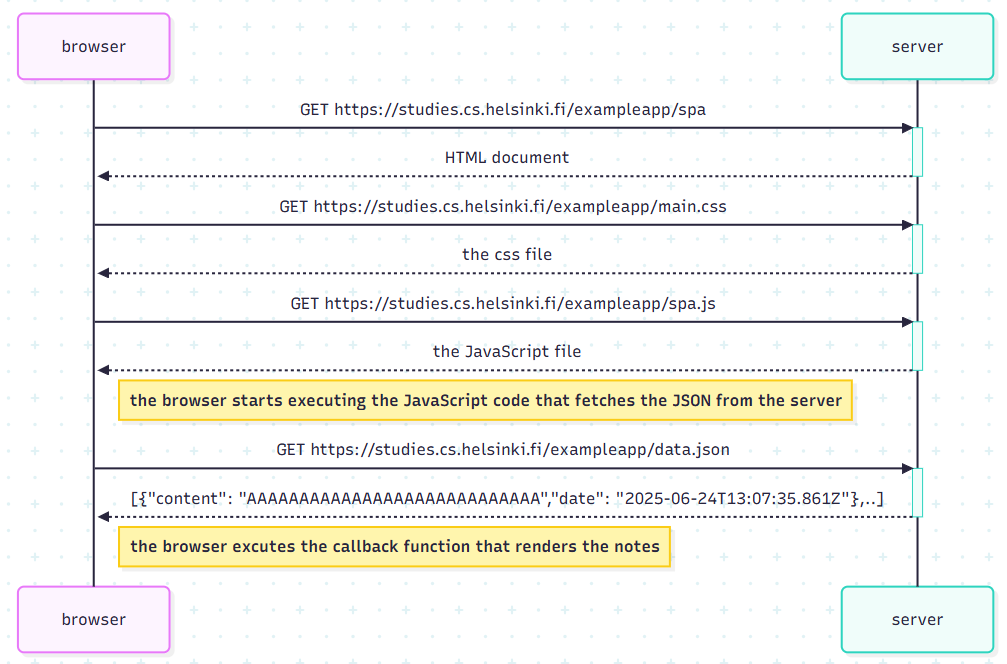 browser
server
GET https://studies.cs.helsinki.fi/exampleapp/spa
HTML document
GET https://studies.cs.helsinki.fi/exampleapp/main.css
the css file
GET https://studies.cs.helsinki.fi/exampleapp/spa.js
the JavaScript file
the browser starts executing the JavaScript code that fetches the JSON from the server
GET https://studies.cs.helsinki.fi/exampleapp/data.json
[{"content": "AAAAAAAAAAAAAAAAAAAAAAAAAAAA","date": "2025-06-24T13:07:35.861Z"},..]
the browser excutes the callback function that renders the notes
browser
server